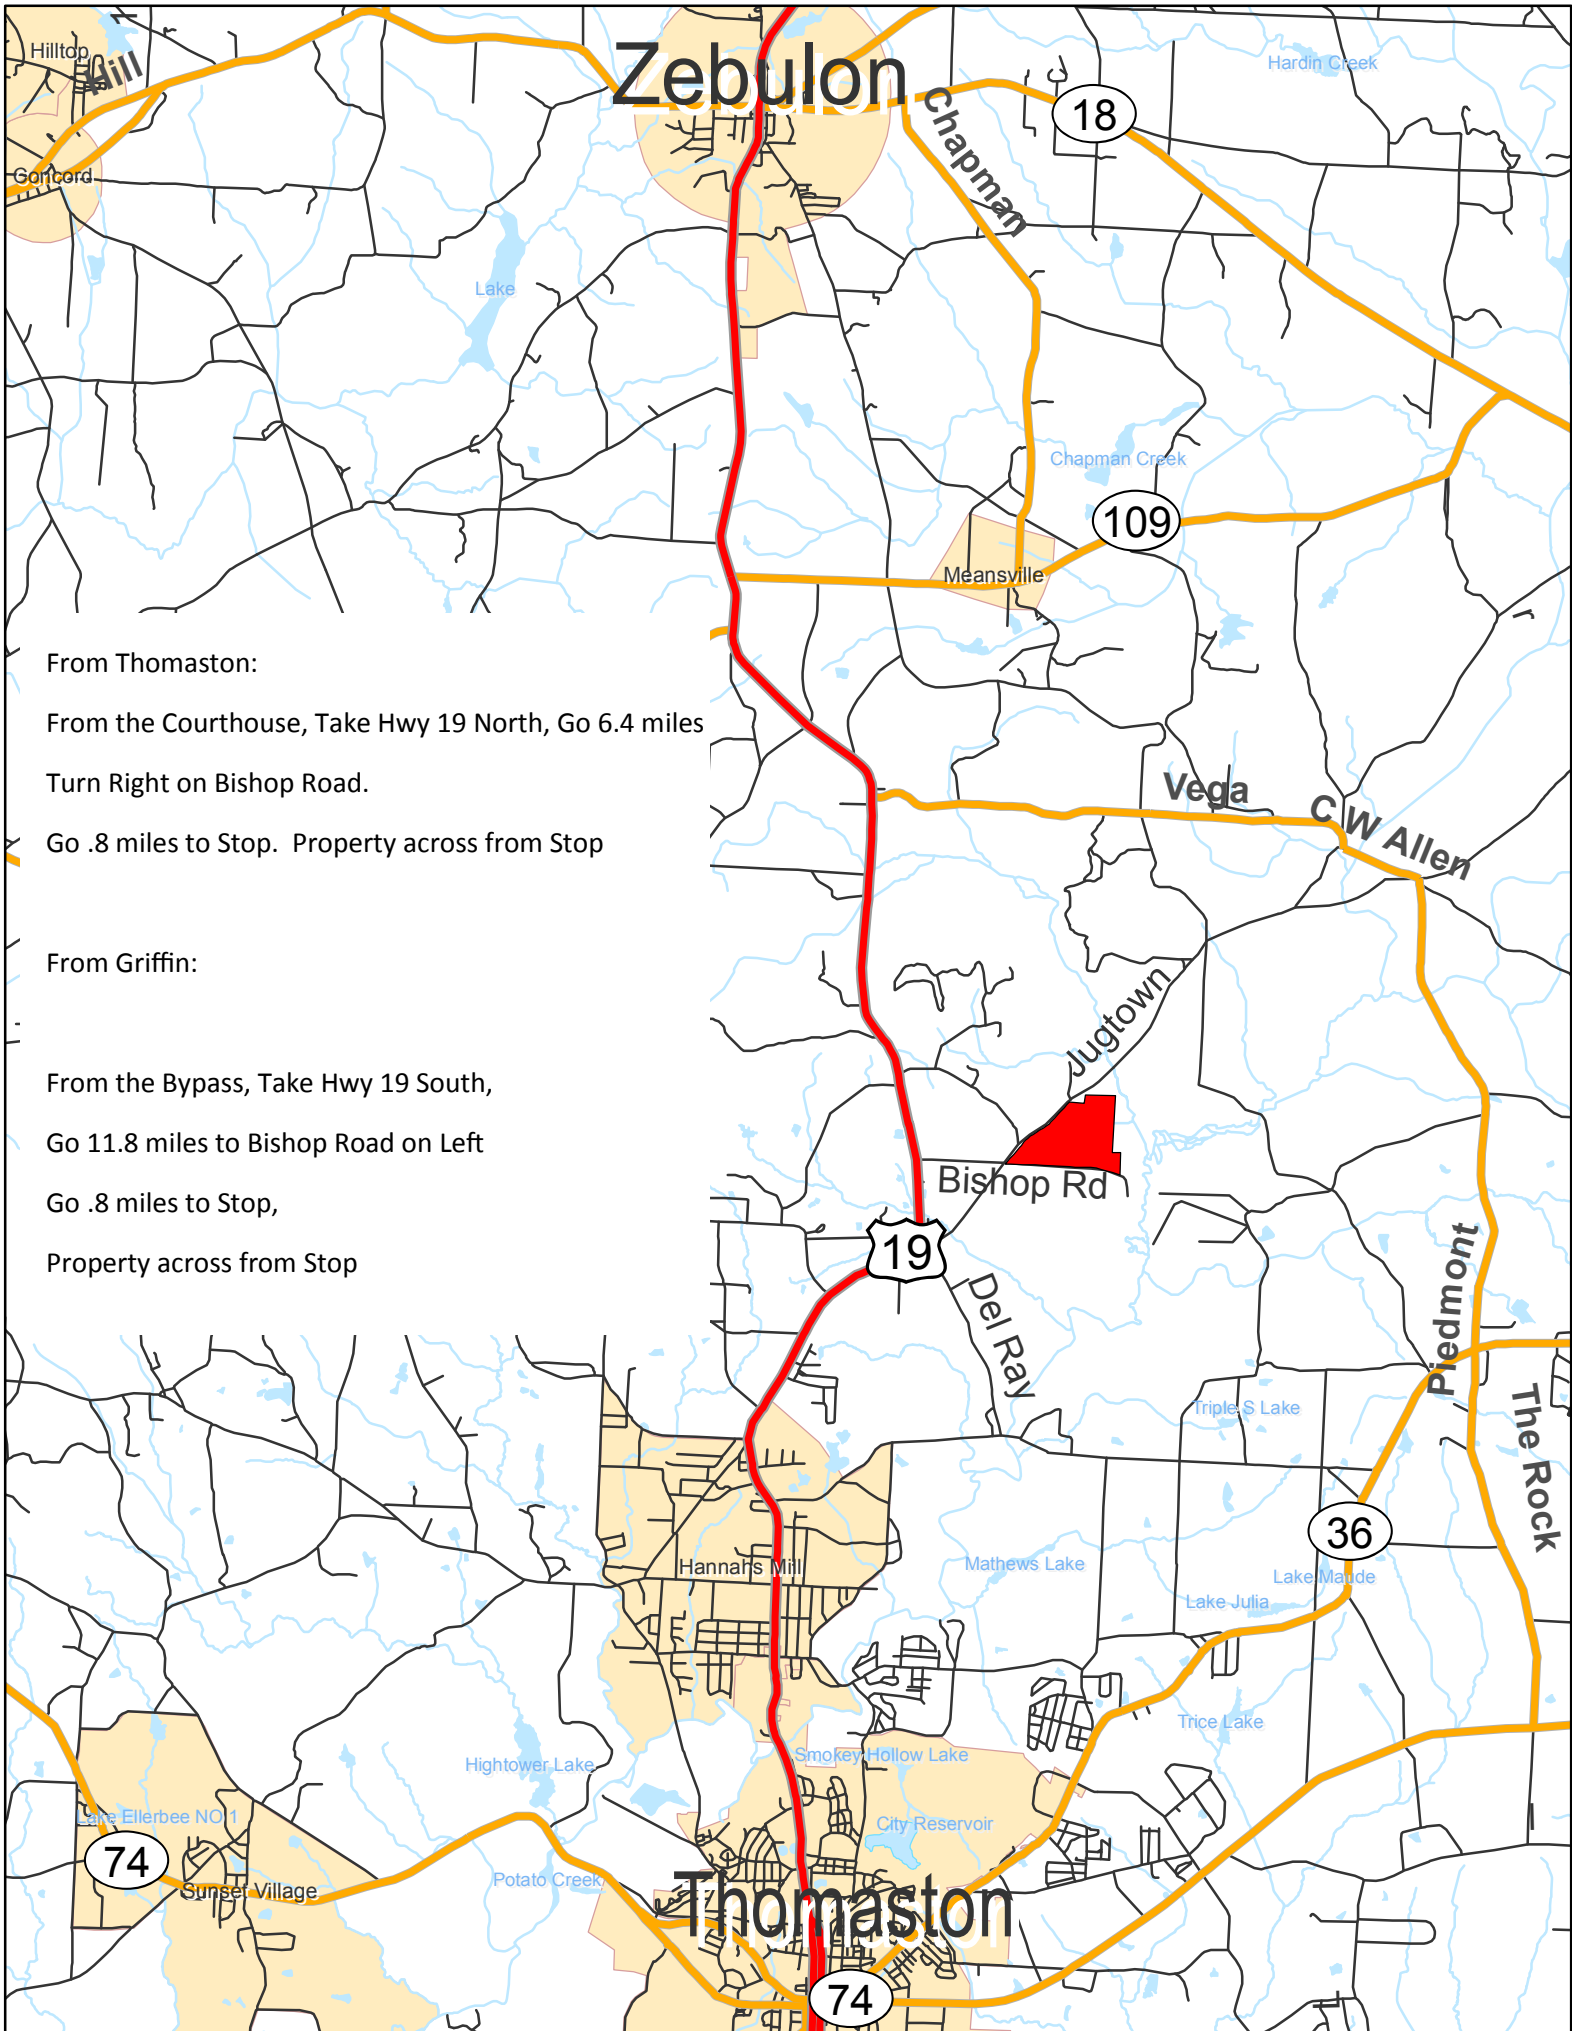 Hilltop
Hill
Zebulon
Hardin Creek
18
Chapman
Concord
Lake
Chapman Creek
109
Meansville
r
From Thomaston:
From the Courthouse, Take Hwy 19 North, Go 6.4 miles
Turn Right on Bishop Road.
Go .8 miles to Stop.  Property across from Stop
Vega
C W Allen
From Griffin:
Jugtown
From the Bypass, Take Hwy 19 South,
Go 11.8 miles to Bishop Road on Left
Bishop Rd
Go .8 miles to Stop,
Property across from Stop
19
Del Ray
Piedmont
The Rock
Triple S Lake
36
Hannahs Mill
Mathews Lake
Lake Maude
Lake Julia
Trice Lake
Smokey Hollow Lake
Hightower Lake
Lake Ellerbee NO 1
City Reservoir
74
Sunset Village
Potato Creek
Thomaston
74